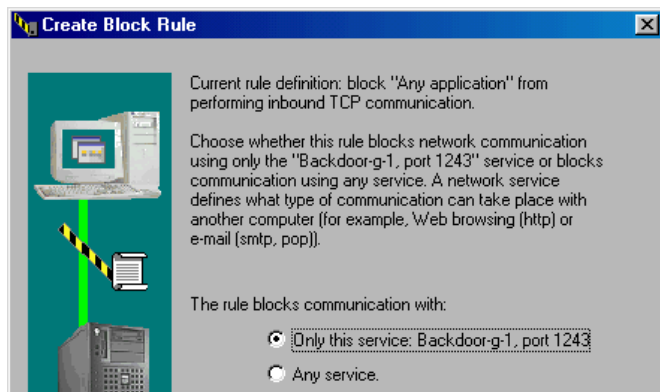 Create Block Rule
Current rule definition: block "Any application" from
performing inbound TCP communication.
Choose whether this rule blocks network communication
using only the "Backdoor-g-1, port 1243" service or blocks
communication using any service. A network service
defines what type of communication can take place with
another computer (for example, Web browsing (http) or
e-mail (smtp, pop)).
The rule blocks communication with:
Only this service: Backdoor-g-1, port 1243
Any service.